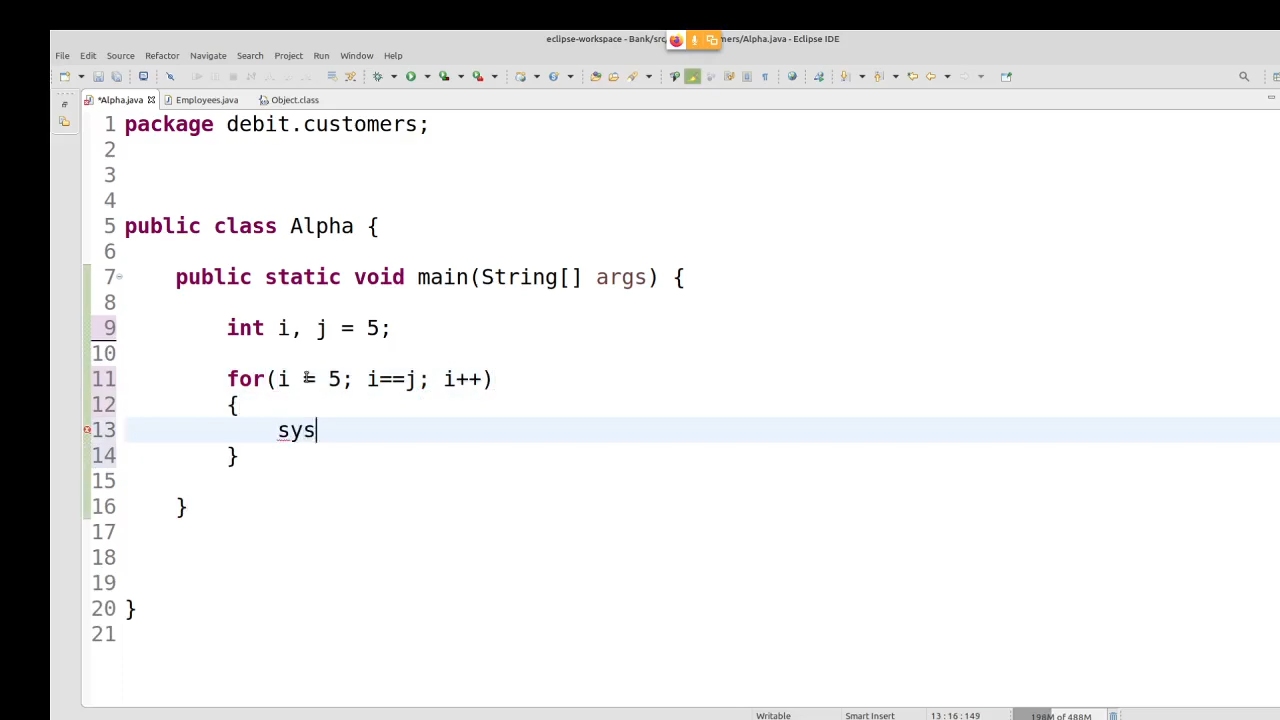 eclipse-workspace - Bank/src mers/Alpha.java - Eclipse IDE
File Edit Source Refactor Navigate Search Project Run Window Help
*Alpha.java Employees.java Object.class
1 package debit.customers;
2
3
4
5 public class Alpha {
6
7 public static void main(String[] args) {
8
9 int i, j = 5;
10
11 for(i = 5; i==j; i++)
12 {
13 sys
14 }
15
16 }
17
18
19
20 }
21
Writable Smart Insert 13 : 16 : 149 198M of 488M